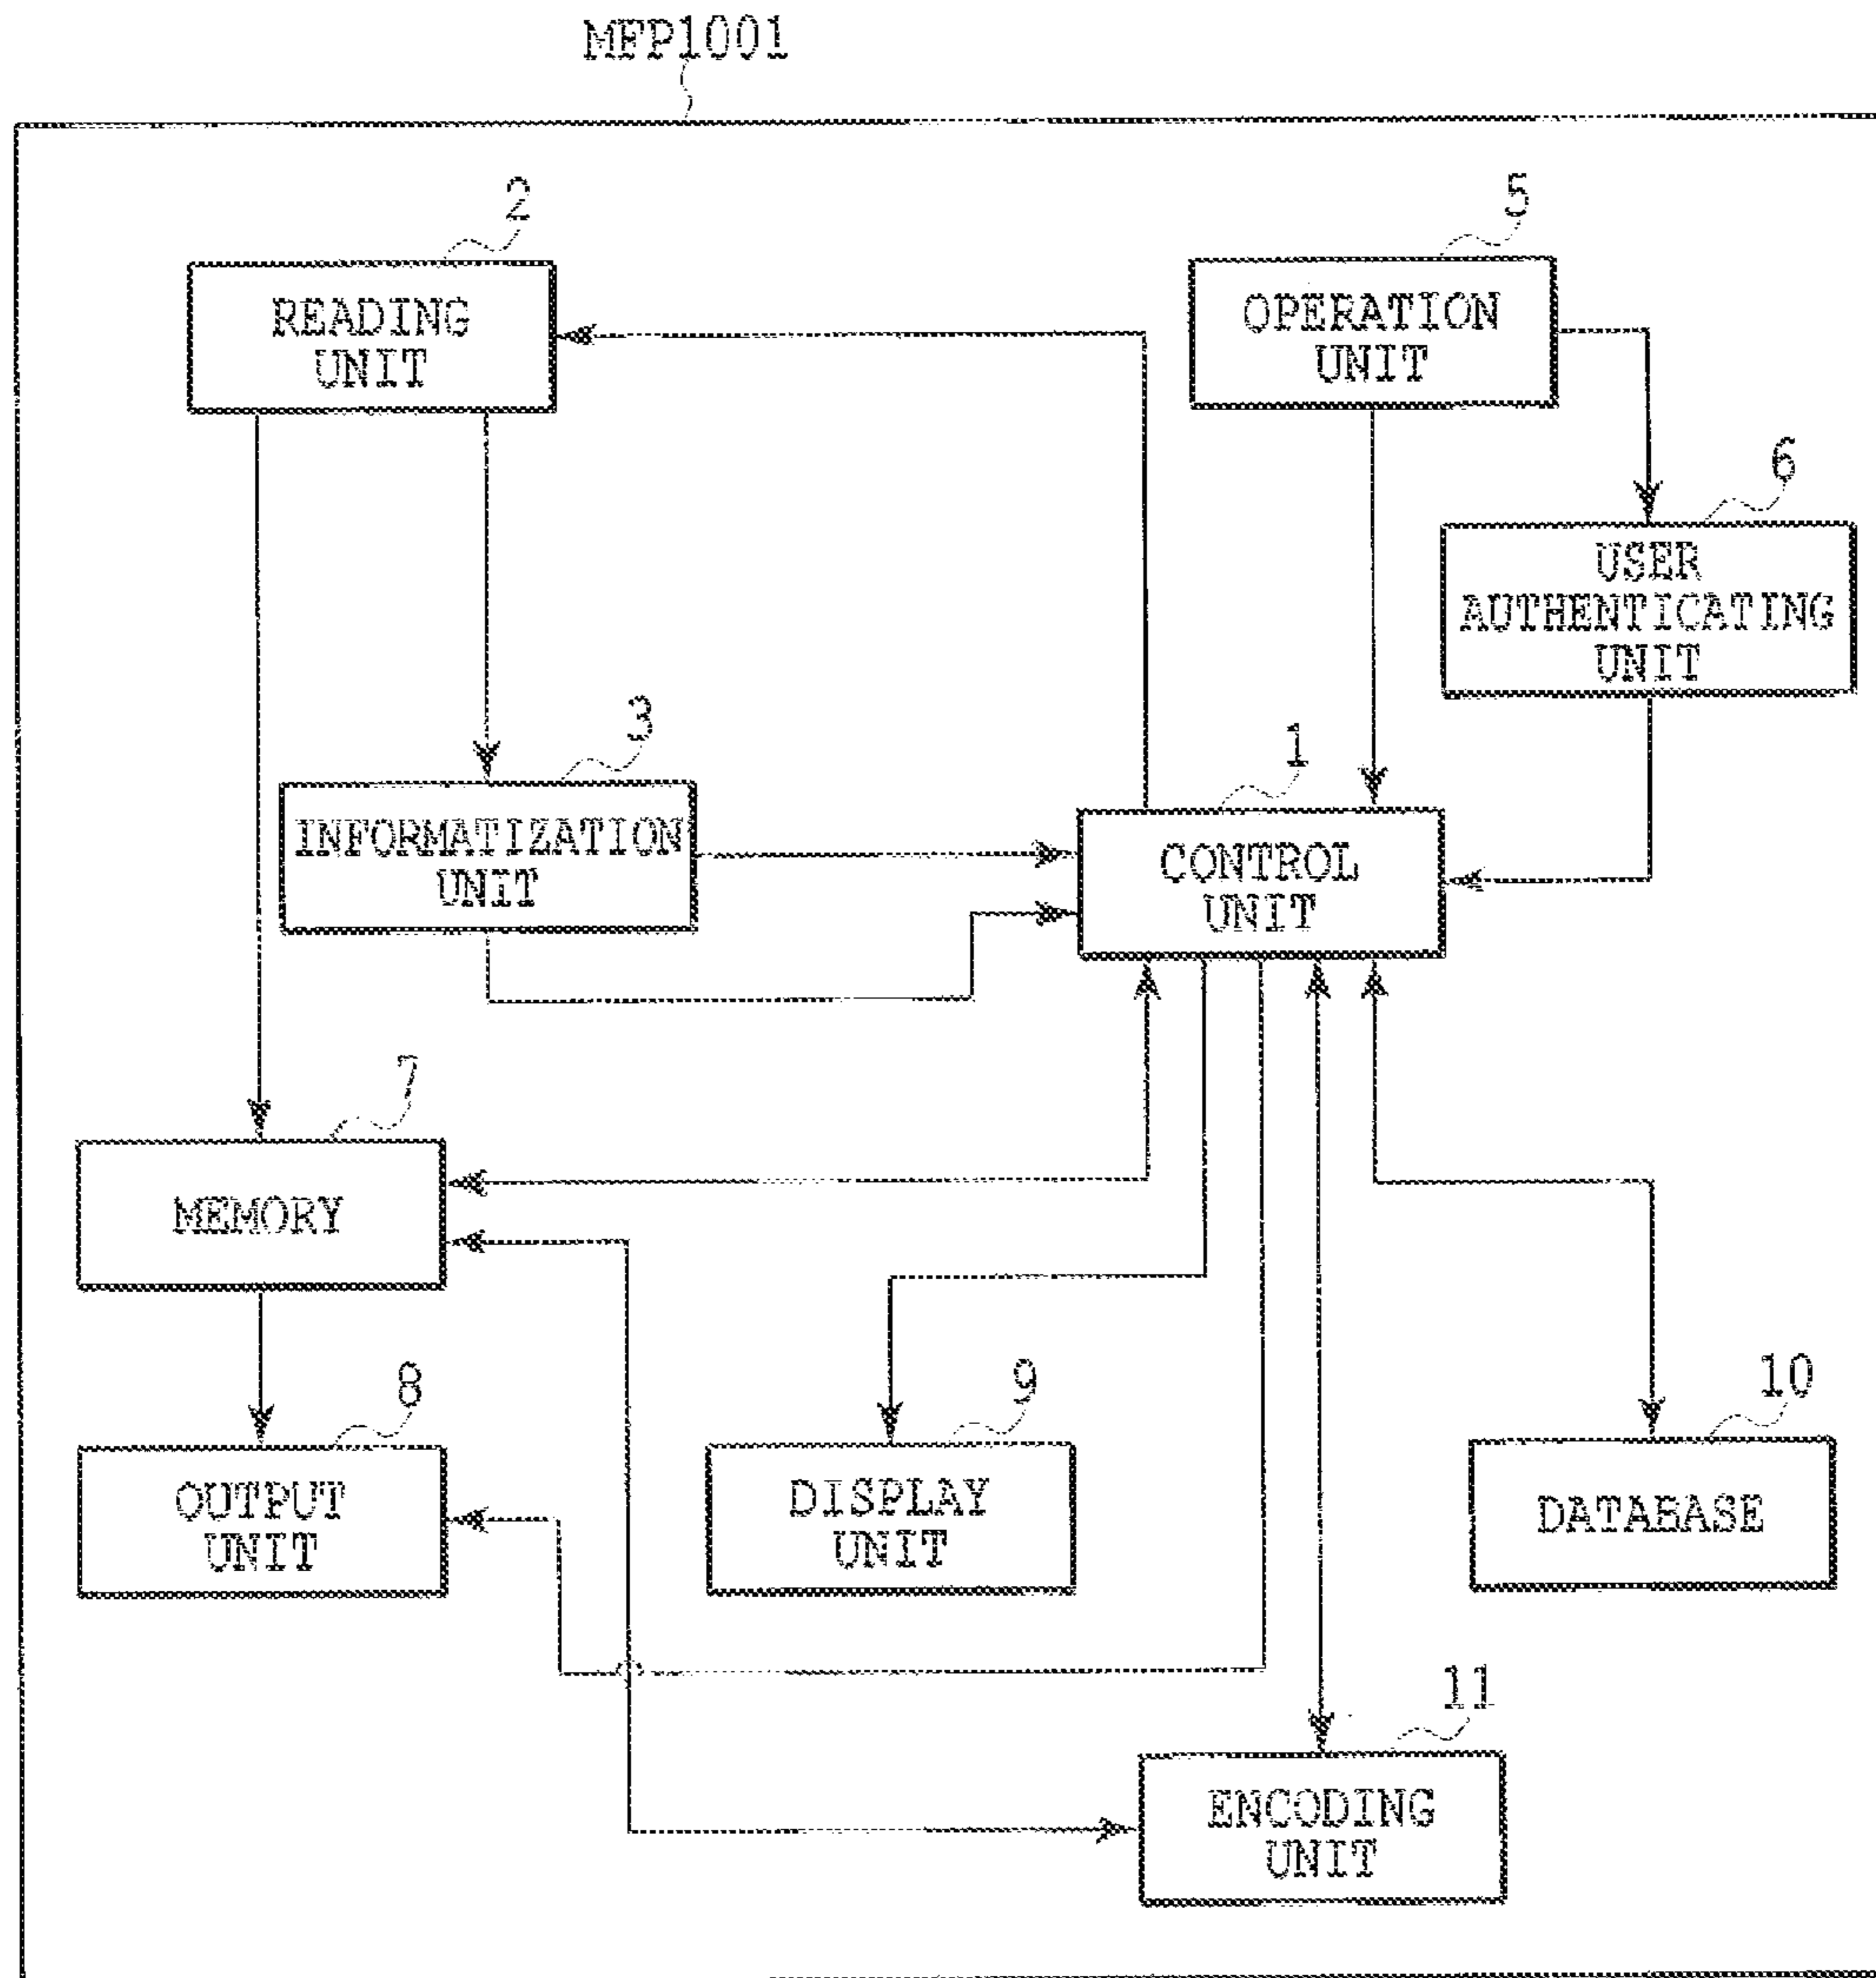 MFP1001
2
READING
UNIT
5
OPERATION
UNIT
6
USER
AUTHENTICATING
UNIT
3
INFORMATIZATION
UNIT
1
CONTROL
UNIT
7
MEMORY
8
OUTPUT
UNIT
9
DISPLAY
UNIT
10
DATABASE
11
ENCODING
UNIT